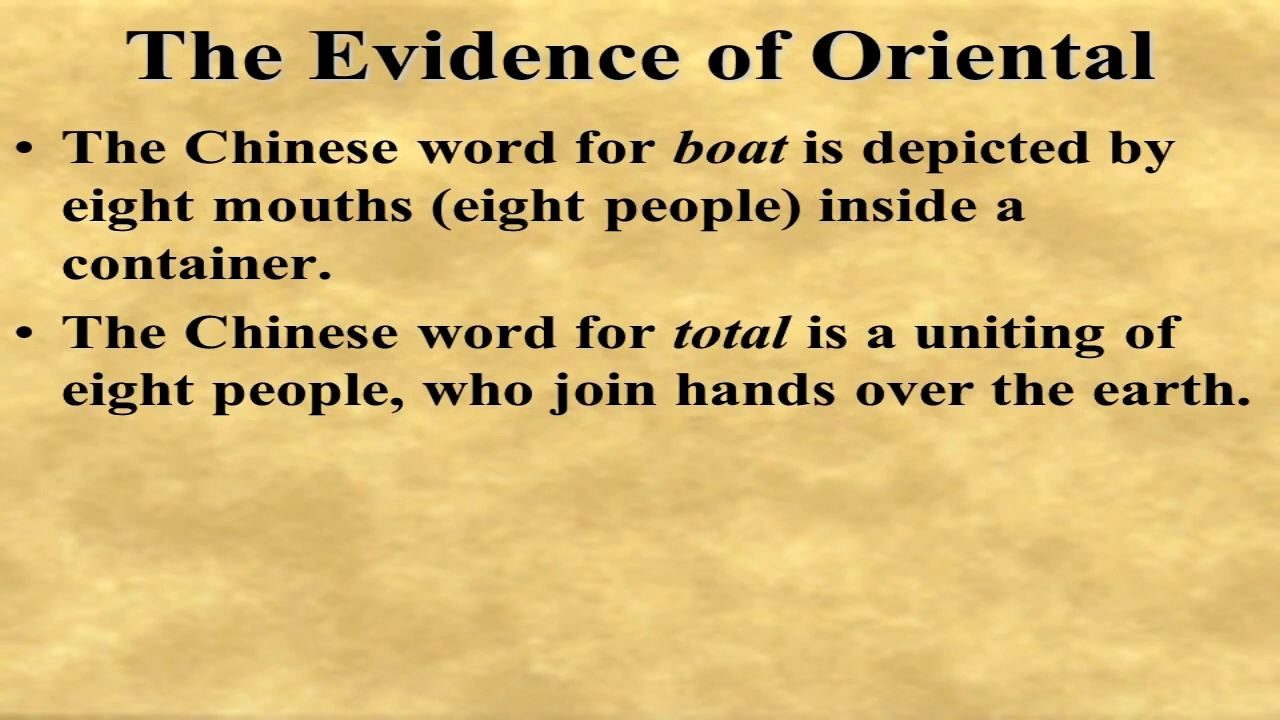 The Evidence of Oriental
• The Chinese word for boat is depicted by
eight mouths (eight people) inside a
container.
• The Chinese word for total is a uniting of
eight people, who join hands over the earth.